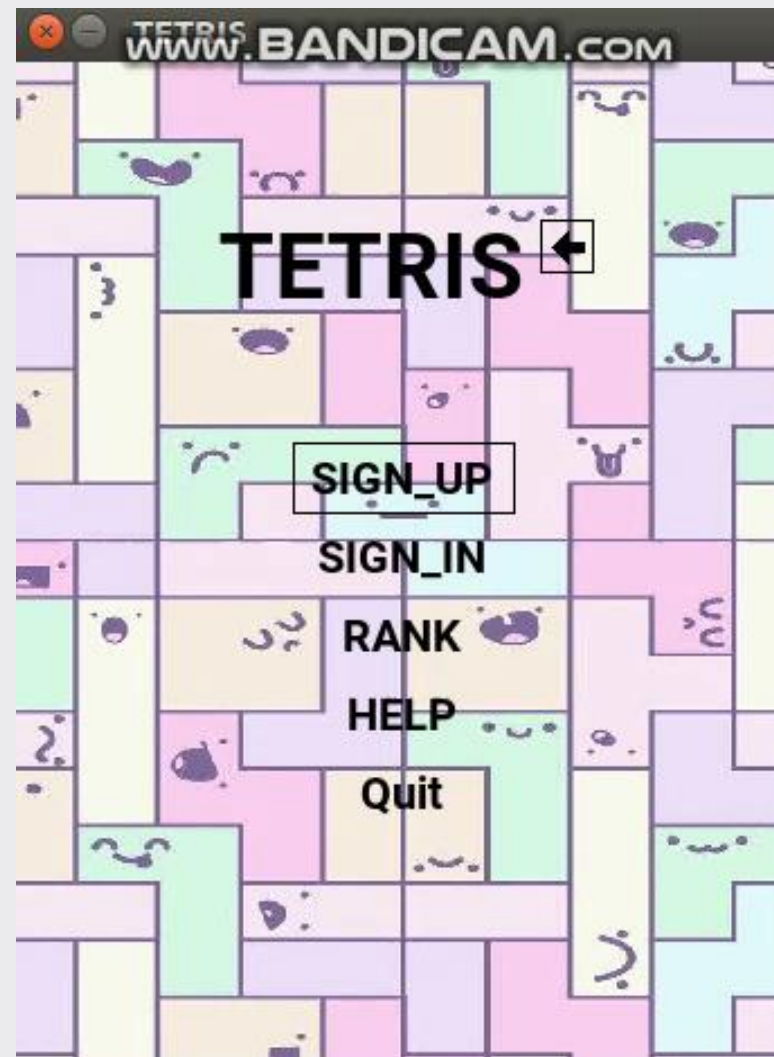 TETRIS
www.BANDICAM.com
TETRIS
SIGN_UP
SIGN_IN
RANK
HELP
Quit